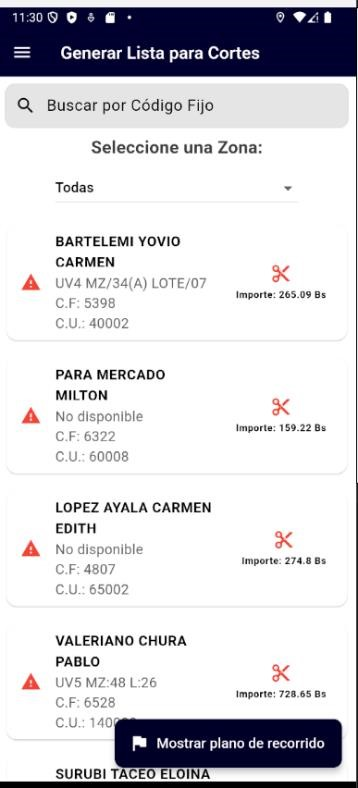 11:30
Generar Lista para Cortes
Buscar por Código Fijo
Seleccione una Zona:
Todas
BARTELEMI YOVIO
CARMEN
UV4 MZ/34(A) LOTE/07
C.F: 5398
C.U.: 40002
Importe: 265.09 Bs
PARA MERCADO
MILTON
No disponible
C.F: 6322
C.U.: 60008
Importe: 159.22 Bs
LOPEZ AYALA CARMEN
EDITH
No disponible
C.F: 4807
C.U.: 65002
Importe: 274.8 Bs
VALERIANO CHURA
PABLO
UV5 MZ:48 L:26
C.F: 6528
C.U.:
Importe: 728.65 Bs
Mostrar plano de recorrido
SURUBI TACEO ELOINA